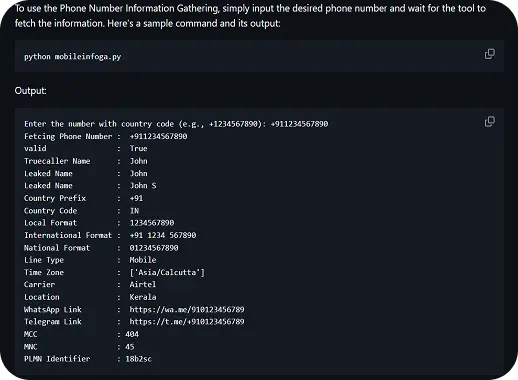 To use the Phone Number Information Gathering, simply input the desired phone number and wait for the tool to
fetch the information. Here's a sample command and its output:
python mobileinfoga.py
Output:
Enter the number with country code (e.g., +1234567890): +911234567890
Fetcing Phone Number : +911234567890
valid : True
Truecaller Name : John
Leaked Name : John
Leaked Name : John S
Country Prefix : +91
Country Code : IN
Local Format : 1234567890
International Format : +91 1234 567890
National Format : 01234567890
Line Type : Mobile
Time Zone : ['Asia/Calcutta']
Carrier : Airtel
Location : Kerala
WhatsApp Link : https://wa.me/910123456789
Telegram Link : https://t.me/+910123456789
MCC : 404
MNC : 45
PLMN Identifier : 18b2sc